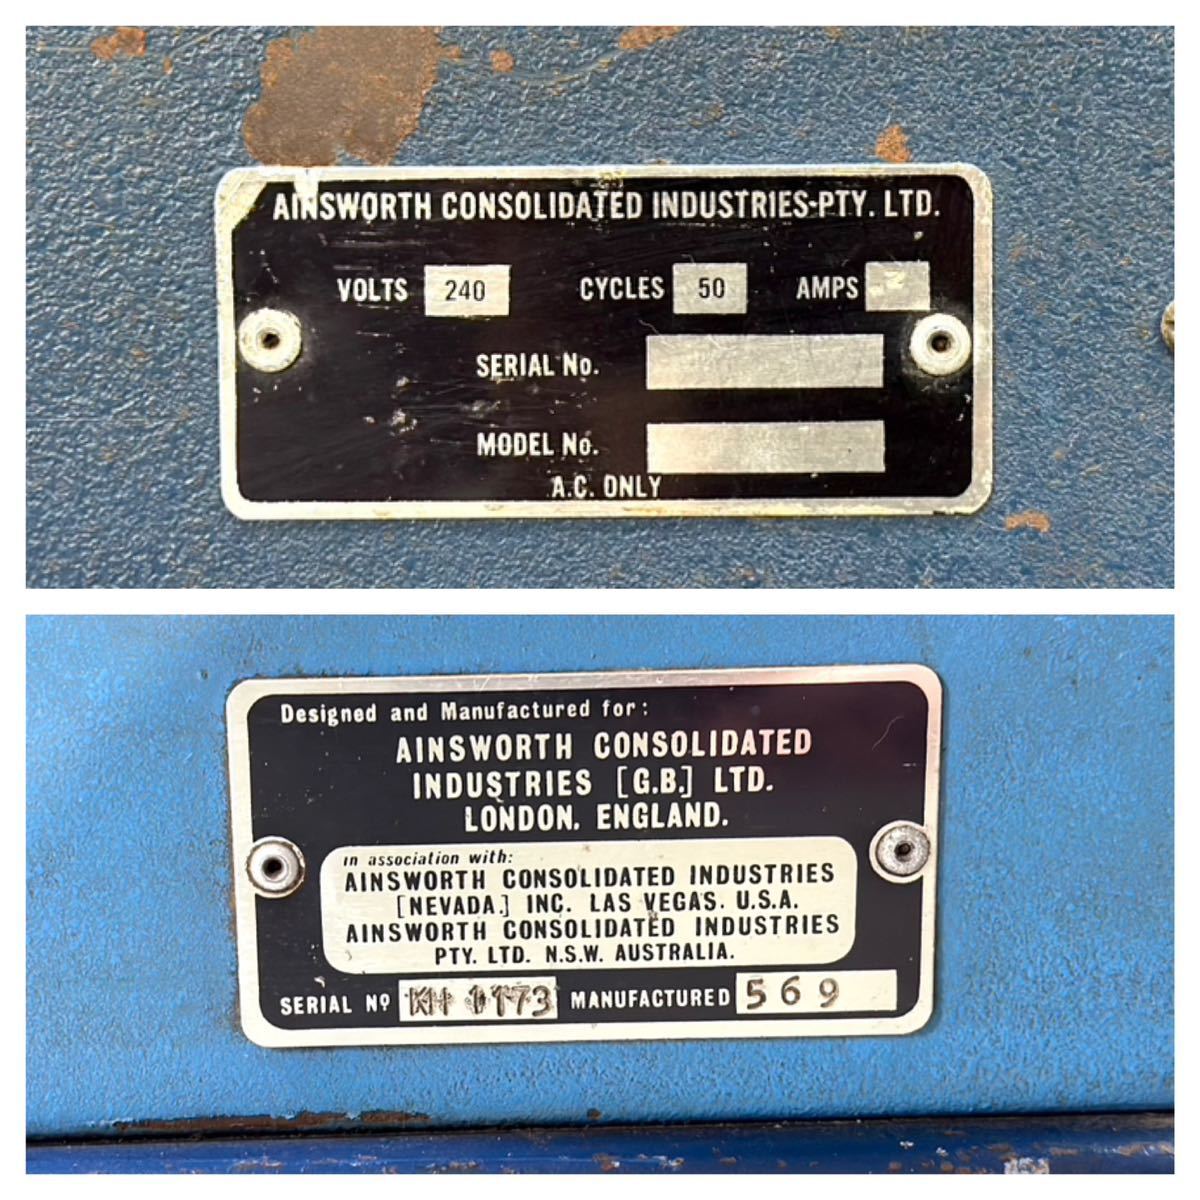 AINSWORTH CONSOLIDATED INDUSTRIES-PTY. LTD.
VOLTS 240 CYCLES 50 AMPS
SERIAL No.
MODEL No.
A.C. ONLY
Designed and Manufactured for:
AINSWORTH CONSOLIDATED
INDUSTRIES [G.B.] LTD.
LONDON. ENGLAND.
in association with:
AINSWORTH CONSOLIDATED INDUSTRIES
[NEVADA.] INC. LAS VEGAS. U.S.A.
AINSWORTH CONSOLIDATED INDUSTRIES
PTY. LTD. N.S.W. AUSTRALIA.
SERIAL Nº MANUFACTURED 569